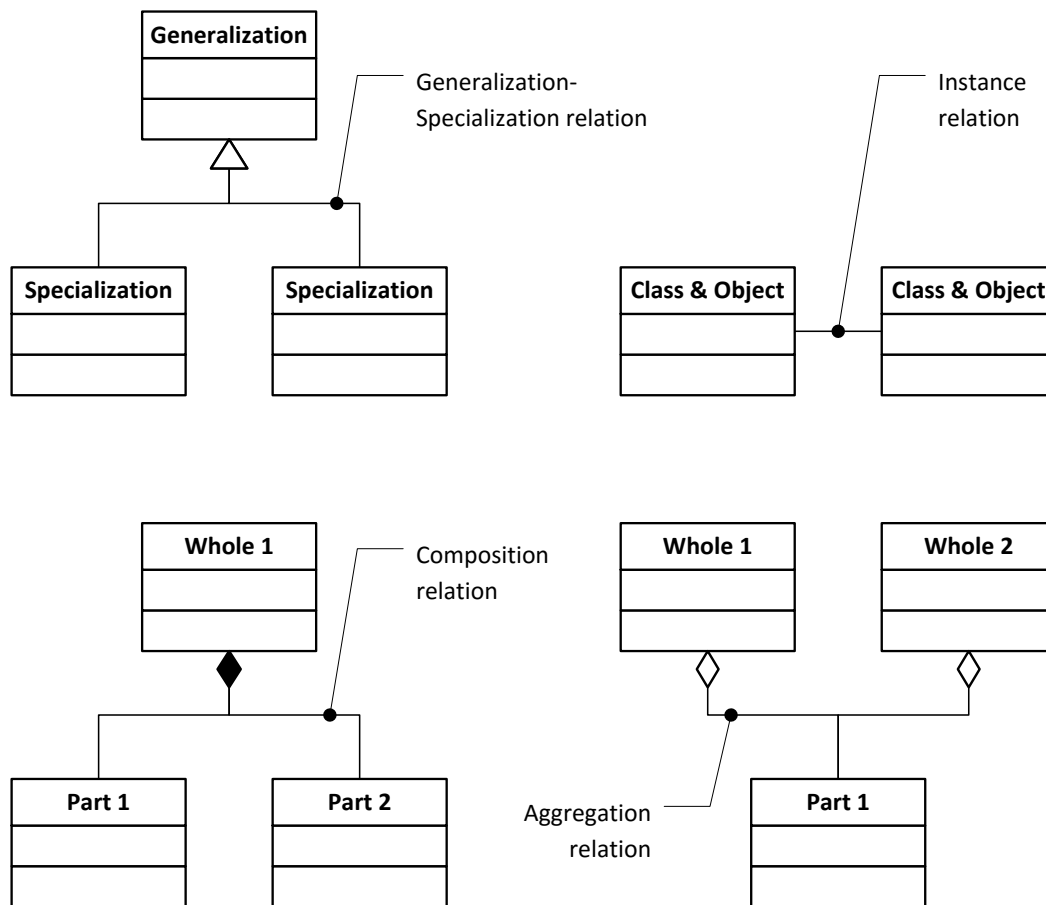 Generalization
Generalization-
Specialization relation
Instance
relation
Specialization
Specialization
Class & Object
Class & Object
Whole 1
Composition
relation
Whole 1
Whole 2
Part 1
Part 2
Aggregation
relation
Part 1